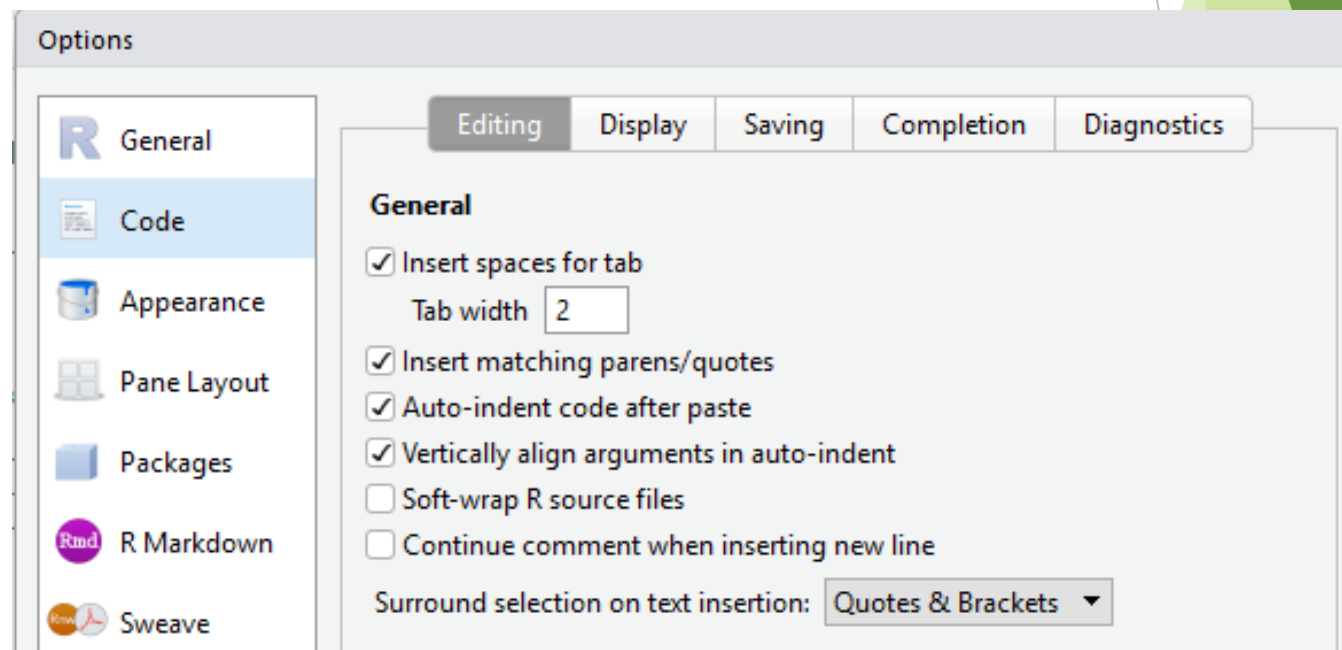 Options
General
Code
Appearance
Pane Layout
Packages
Rmd R Markdown
Rnw Sweave
Editing Display Saving Completion Diagnostics
General
Insert spaces for tab
Tab width 2
Insert matching parens/quotes
Auto-indent code after paste
Vertically align arguments in auto-indent
Soft-wrap R source files
Continue comment when inserting new line
Surround selection on text insertion: Quotes & Brackets